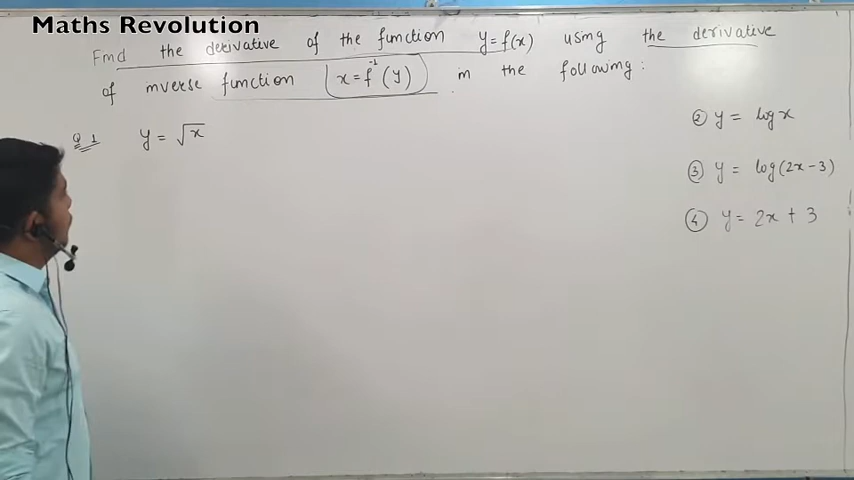 Maths Revolution
Find the derivative of the function y=f(x) using the derivative
of inverse function x=f⁻¹(y) in the following:
Q.1 y = √x
② y = log x
③ y = log(2x-3)
④ y = 2x + 3